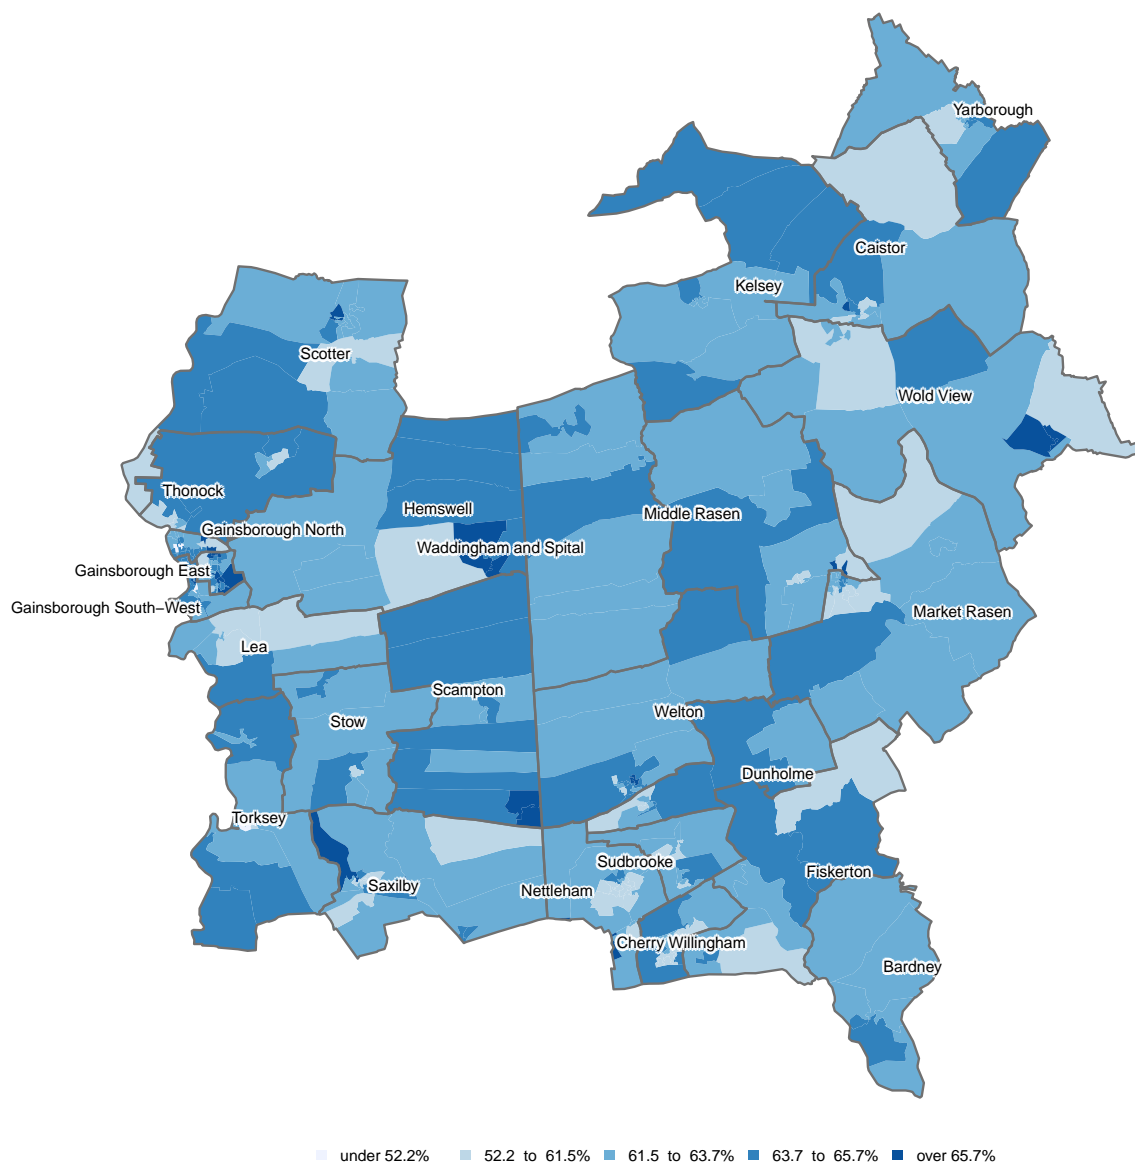 Yarborough
Caistor
Kelsey
Scotter
Wold View
Thonock
Hemswell
Middle Rasen
Gainsborough North
Waddingham and Spital
Gainsborough East
Gainsborough South−West
Market Rasen
Lea
Scampton
Stow
Welton
Dunholme
Torksey
Sudbrooke
Fiskerton
Saxilby
Nettleham
Cherry Willingham
Bardney
under 52.2% 52.2 to 61.5% 61.5 to 63.7% 63.7 to 65.7% over 65.7%